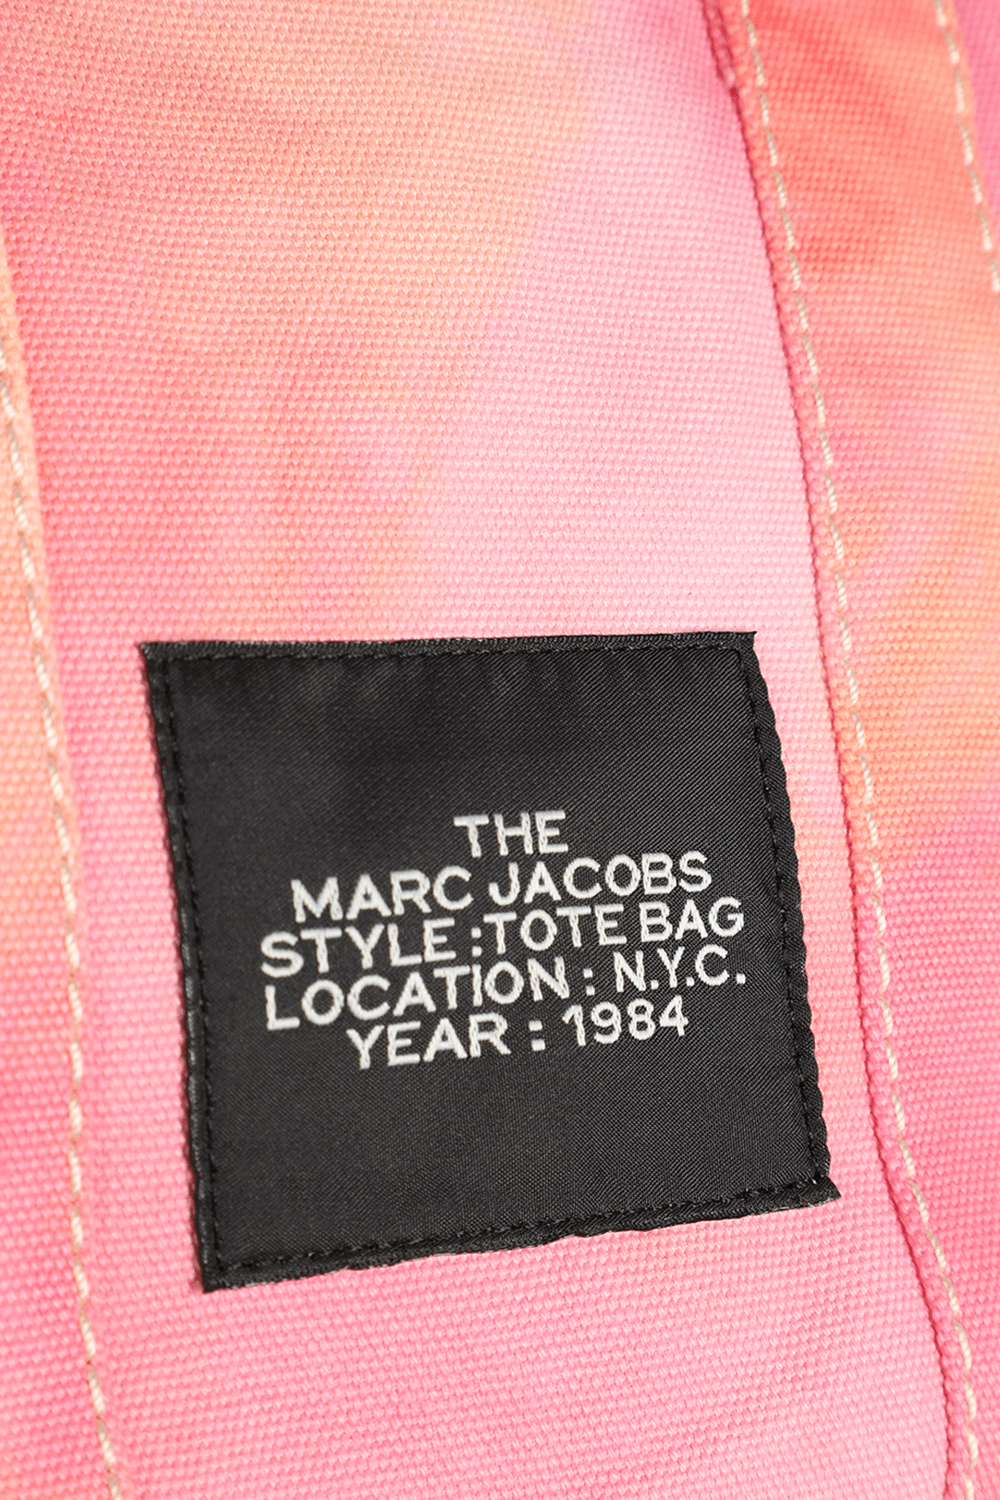 THE
MARC JACOBS
STYLE :TOTE BAG
LOCATION : N.Y.C.
YEAR : 1984